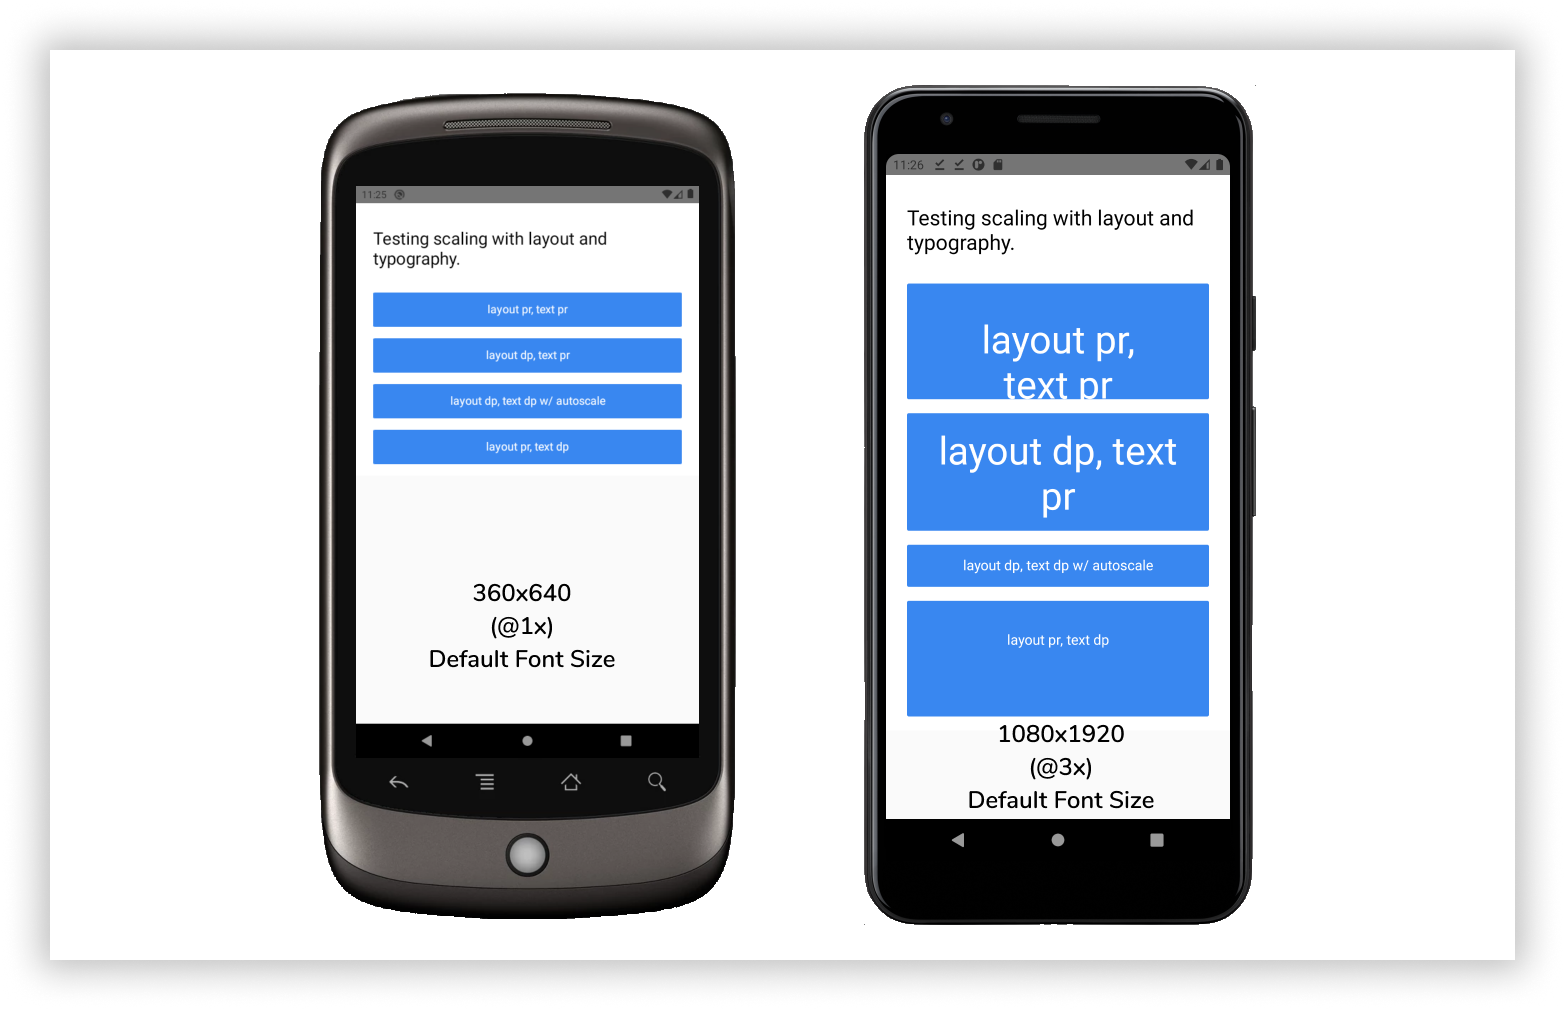 11:25
Testing scaling with layout and
typography.
layout pr, text pr
layout dp, text pr
layout dp, text dp w/ autoscale
layout pr, text dp
360x640
(@1x)
Default Font Size
11:26
Testing scaling with layout and
typography.
layout pr,
text pr
layout dp, text
pr
layout dp, text dp w/ autoscale
layout pr, text dp
1080x1920
(@3x)
Default Font Size